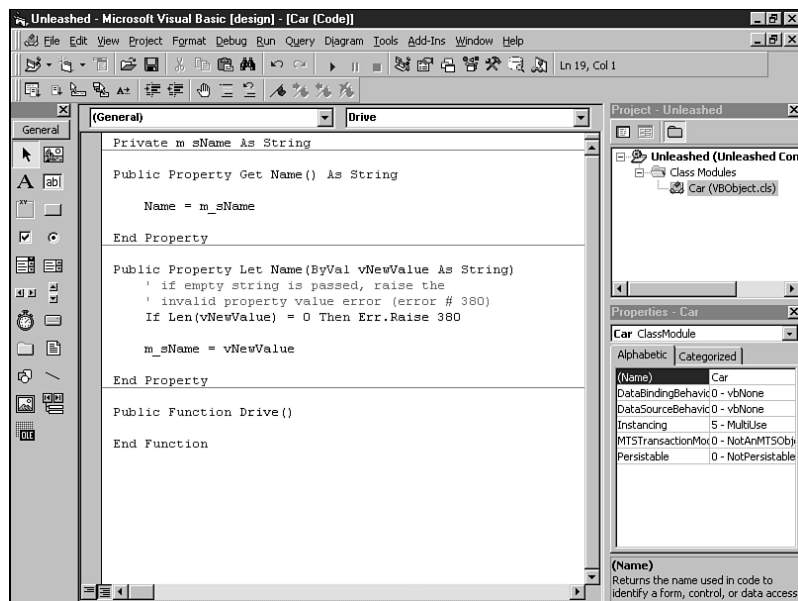 Unleashed - Microsoft Visual Basic [design] - [Car (Code)]
File Edit View Project Format Debug Run Query Diagram Tools Add-Ins Window Help
Ln 19, Col 1
General
(General)
Drive
Private m_sName As String
Public Property Get Name() As String
Name = m_sName
End Property
Public Property Let Name(ByVal vNewValue As String)
' if empty string is passed, raise the
' invalid property value error (error # 380)
If Len(vNewValue) = 0 Then Err.Raise 380
m_sName = vNewValue
End Property
Public Function Drive()
End Function
Project - Unleashed
Unleashed (Unleashed Con
Class Modules
Car (VBObject.cls)
Properties - Car
Car ClassModule
Alphabetic Categorized
(Name) Car
DataBindingBehavic 0 - vbNone
DataSourceBehavic 0 - vbNone
Instancing 5 - MultiUse
MTSTransactionMoc 0 - NotAnMTSObj
Persistable 0 - NotPersistable
(Name)
Returns the name used in code to
identify a form, control, or data access